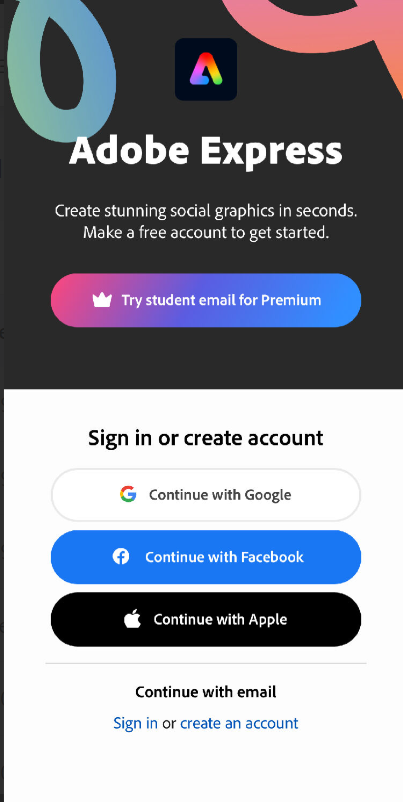 Adobe Express
Create stunning social graphics in seconds.
Make a free account to get started.
Try student email for Premium
Sign in or create account
Continue with Google
Continue with Facebook
Continue with Apple
Continue with email
Sign in or create an account